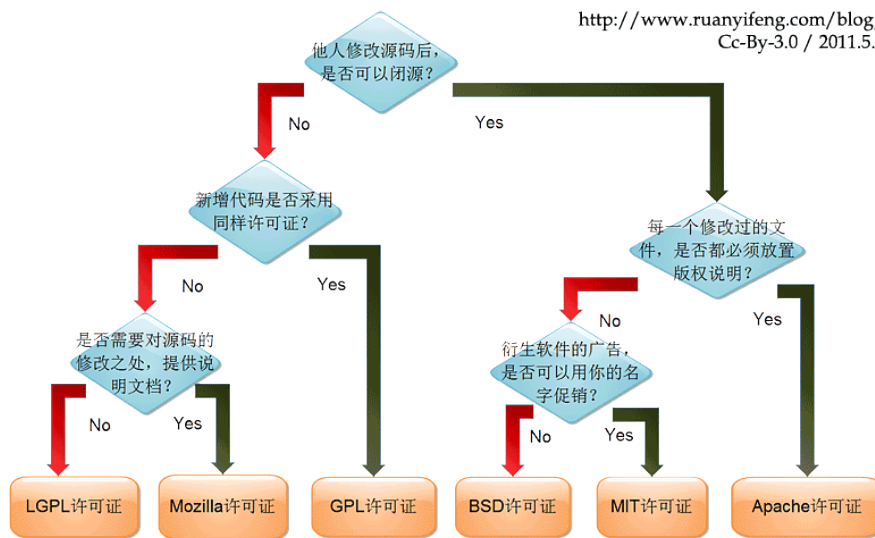 http://www.ruanyifeng.com/blog
Cc-By-3.0 / 2011.5.
他人修改源码后，
是否可以闭源？
No
Yes
新增代码是否采用
同样许可证？
每一个修改过的文
件，是否都必须放置
版权说明？
No
Yes
No
Yes
是否需要对源码的
修改之处，提供说
明文档？
衍生软件的广告，
是否可以用你的名
字促销？
No
Yes
No
Yes
LGPL许可证
Mozilla许可证
GPL许可证
BSD许可证
MIT许可证
Apache许可证